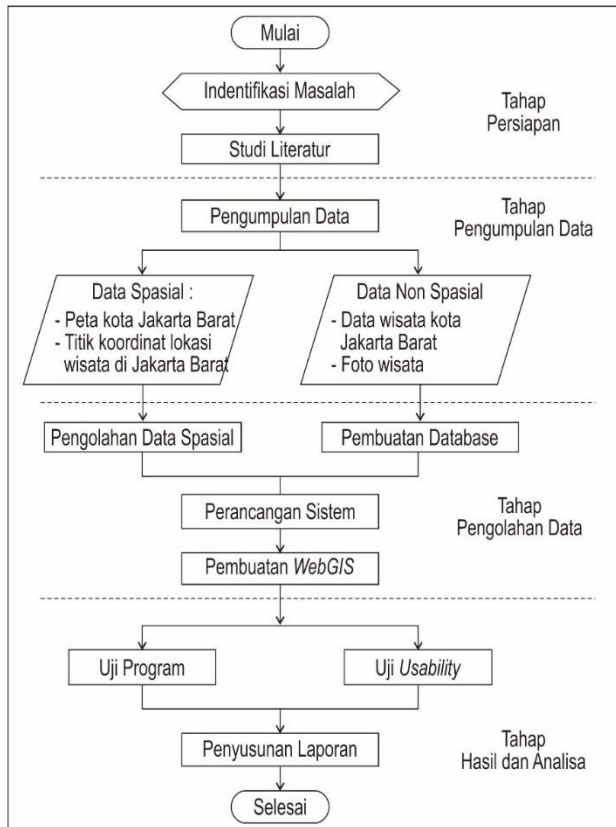 Mulai
Indentifikasi Masalah
Tahap
Persiapan
Studi Literatur
Pengumpulan Data
Tahap
Pengumpulan Data
Data Spasial :
- Peta kota Jakarta Barat
- Titik koordinat lokasi
wisata di Jakarta Barat
Data Non Spasial
- Data wisata kota
Jakarta Barat
- Foto wisata
Pengolahan Data Spasial
Pembuatan Database
Perancangan Sistem
Tahap
Pengolahan Data
Pembuatan WebGIS
Uji Program
Uji Usability
Penyusunan Laporan
Tahap
Hasil dan Analisa
Selesai